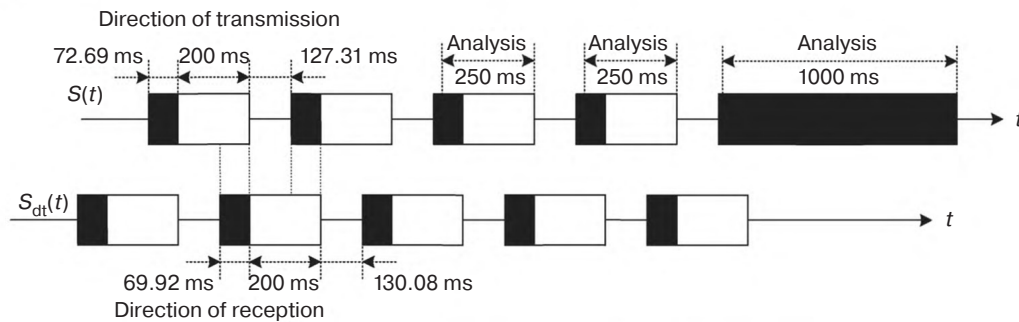 Direction of transmission
72.69 ms 200 ms 127.31 ms
Analysis
250 ms
Analysis
250 ms
Analysis
1000 ms
S(t)
t
S_dt(t)
t
69.92 ms 200 ms 130.08 ms
Direction of reception